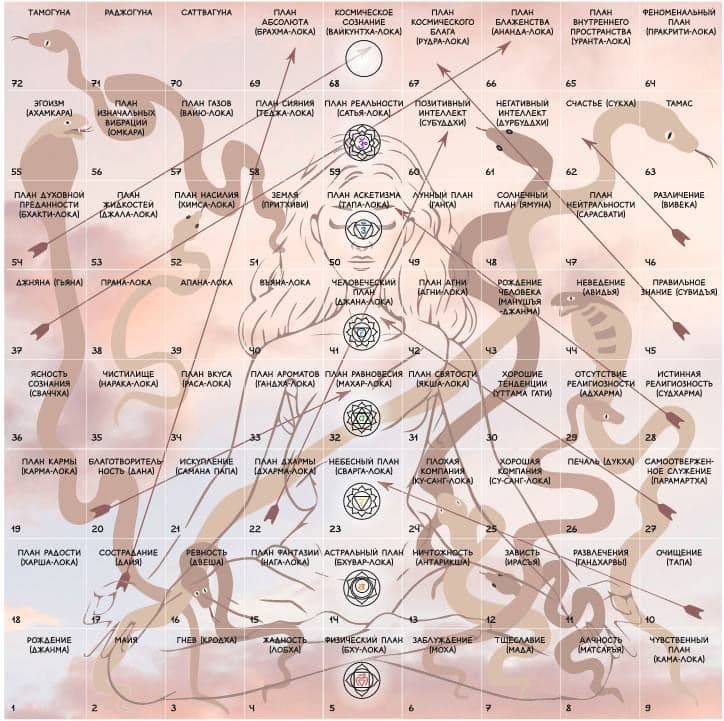 ТАМОГУНА
72
РАДЖОГУНА
71
САТТВАГУНА
70
ПЛАН
АБСОЛЮТА
(БРАХМА-ЛОКА)
69
КОСМИЧЕСКОЕ
СОЗНАНИЕ
(ВАЙКУНТХА-ЛОКА)
68
ПЛАН
КОСМИЧЕСКОГО
БЛАГА
(РУДРА-ЛОКА)
67
ПЛАН
БЛАЖЕНСТВА
(АНАНДА-ЛОКА)
66
ПЛАН
ВНУТРЕННЕГО
ПРОСТРАНСТВА
(УРАНТА-ЛОКА)
65
ФЕНОМЕНАЛЬНЫЙ
ПЛАН
(ПРАКРИТИ-ЛОКА)
64
ЭГОИЗМ
(АХАМКАРА)
55
ПЛАН
ИЗНАЧАЛЬНЫХ
ВИБРАЦИЙ
(ОМКАРА)
56
ПЛАН ГАЗОВ
(ВАЙЮ-ЛОКА)
57
ПЛАН СИЯНИЯ
(ТЕДЖА-ЛОКА)
58
ПЛАН РЕАЛЬНОСТИ
(САТЬЯ-ЛОКА)
59
ПОЗИТИВНЫЙ
ИНТЕЛЛЕКТ
(СУБУДДХИ)
60
НЕГАТИВНЫЙ
ИНТЕЛЛЕКТ
(ДУРБУДДХИ)
61
СЧАСТЬЕ (СУКХА)
62
ТАМАС
63
ПЛАН ДУХОВНОЙ
ПРЕДАННОСТИ
(БХАКТИ-ЛОКА)
54
ПЛАН
ЖИДКОСТЕЙ
(ДЖАЛА-ЛОКА)
53
ПЛАН НАСИЛИЯ
(ХИМСА-ЛОКА)
52
ЗЕМЛЯ
(ПРИТХИВИ)
51
ПЛАН АСКЕТИЗМА
(ТАПА-ЛОКА)
50
ЛУННЫЙ ПЛАН
(ГАНГА)
49
СОЛНЕЧНЫЙ
ПЛАН (ЯМУНА)
48
ПЛАН
НЕЙТРАЛЬНОСТИ
(САРАСВАТИ)
47
РАЗЛИЧЕНИЕ
(ВИВЕКА)
46
ДЖНЯНА (ГЬЯНА)
37
ПРАНА-ЛОКА
38
АПАНА-ЛОКА
39
ВЪЯНА-ЛОКА
40
ЧЕЛОВЕЧЕСКИЙ
ПЛАН
(ДЖАНА-ЛОКА)
41
ПЛАН АГНИ
(АГНИ-ЛОКА)
42
РОЖДЕНИЕ
ЧЕЛОВЕКА
(МАНУШЪЯ
-ДЖАНМА)
43
НЕВЕДЕНИЕ
(АВИДЬЯ)
44
ПРАВИЛЬНОЕ
ЗНАНИЕ (СУВИДЪЯ)
45
ЯСНОСТЬ
СОЗНАНИЯ
(СВАЧЧХА)
36
ЧИСТИЛИЩЕ
(НАРАКА-ЛОКА)
35
ПЛАН ВКУСА
(РАСА-ЛОКА)
34
ПЛАН АРОМАТОВ
(ГАНДХА-ЛОКА)
33
ПЛАН РАВНОВЕСИЯ
(МАХАР-ЛОКА)
32
ПЛАН СВЯТОСТИ
(ЯКША-ЛОКА)
31
ХОРОШИЕ
ТЕНДЕНЦИИ
(УТТАМА ГАТИ)
30
ОТСУТСТВИЕ
РЕЛИГИОЗНОСТИ
(АДХАРМА)
29
ИСТИННАЯ
РЕЛИГИОЗНОСТЬ
(СУДХАРМА)
28
ПЛАН КАРМЫ
(КАРМА-ЛОКА)
19
БЛАГОТВОРИТЕЛЬ-
НОСТЬ (ДАНА)
20
ИСКУПЛЕНИЕ
(САМАНА ПАПА)
21
ПЛАН ДХАРМЫ
(ДХАРМА-ЛОКА)
22
НЕБЕСНЫЙ ПЛАН
(СВАРГА-ЛОКА)
23
ПЛОХАЯ
КОМПАНИЯ
(КУ-САНГ-ЛОКА)
24
ХОРОШАЯ
КОМПАНИЯ
(СУ-САНГ-ЛОКА)
25
ПЕЧАЛЬ (ДУКХА)
26
САМООТВЕРЖЕН-
НОЕ СЛУЖЕНИЕ
(ПАРАМАРТХА)
27
ПЛАН РАДОСТИ
(ХАРША-ЛОКА)
18
СОСТРАДАНИЕ
(ДАЙЯ)
17
РЕВНОСТЬ
(ДВЕША)
16
ПЛАН ФАНТАЗИИ
(НАГА-ЛОКА)
15
АСТРАЛЬНЫЙ ПЛАН
(БХУВАР-ЛОКА)
14
НИЧТОЖНОСТЬ
(АНТАРИКША)
13
ЗАВИСТЬ
(ИРАСЪЯ)
12
РАЗВЛЕЧЕНИЯ
(ГАНДХАРВЫ)
11
ОЧИЩЕНИЕ
(ТАПА)
10
РОЖДЕНИЕ
(ДЖАНМА)
1
МАИЯ
2
ГНЕВ (КРОДХА)
3
ЖАДНОСТЬ
(ЛОБХА)
4
ФИЗИЧЕСКИЙ ПЛАН
(БХУ-ЛОКА)
5
ЗАБЛУЖДЕНИЕ
(МОХА)
6
ТЩЕСЛАВИЕ
(МАДА)
7
АЛЧНОСТЬ
(МАТСАРЪЯ)
8
ЧУВСТВЕННЫЙ
ПЛАН
(КАМА-ЛОКА)
9